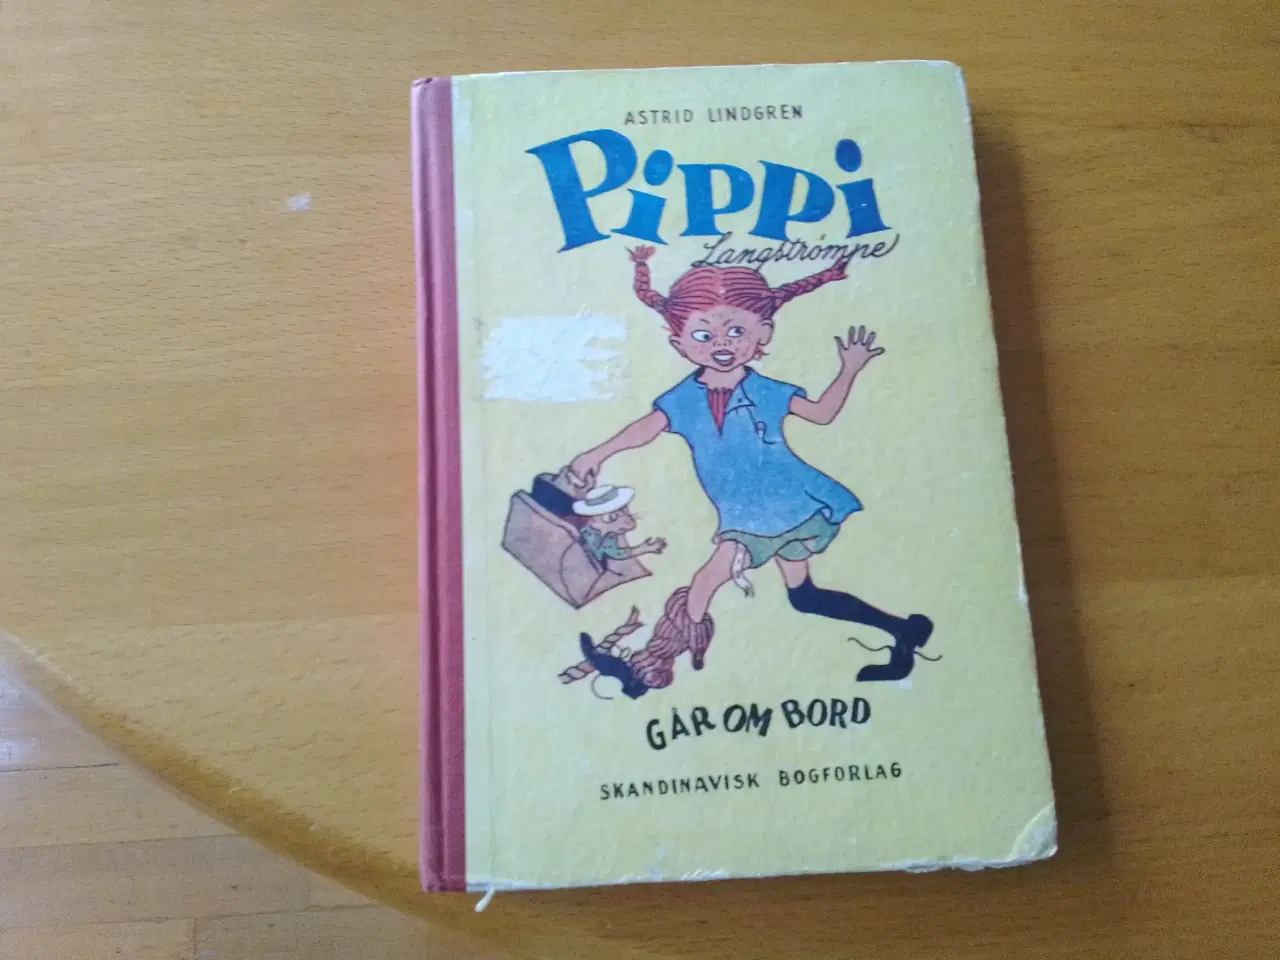 ASTRID LINDGREN
Pippi
Langstrømpe
GÅR OM BORD
SKANDINAVISK BOGFORLAG